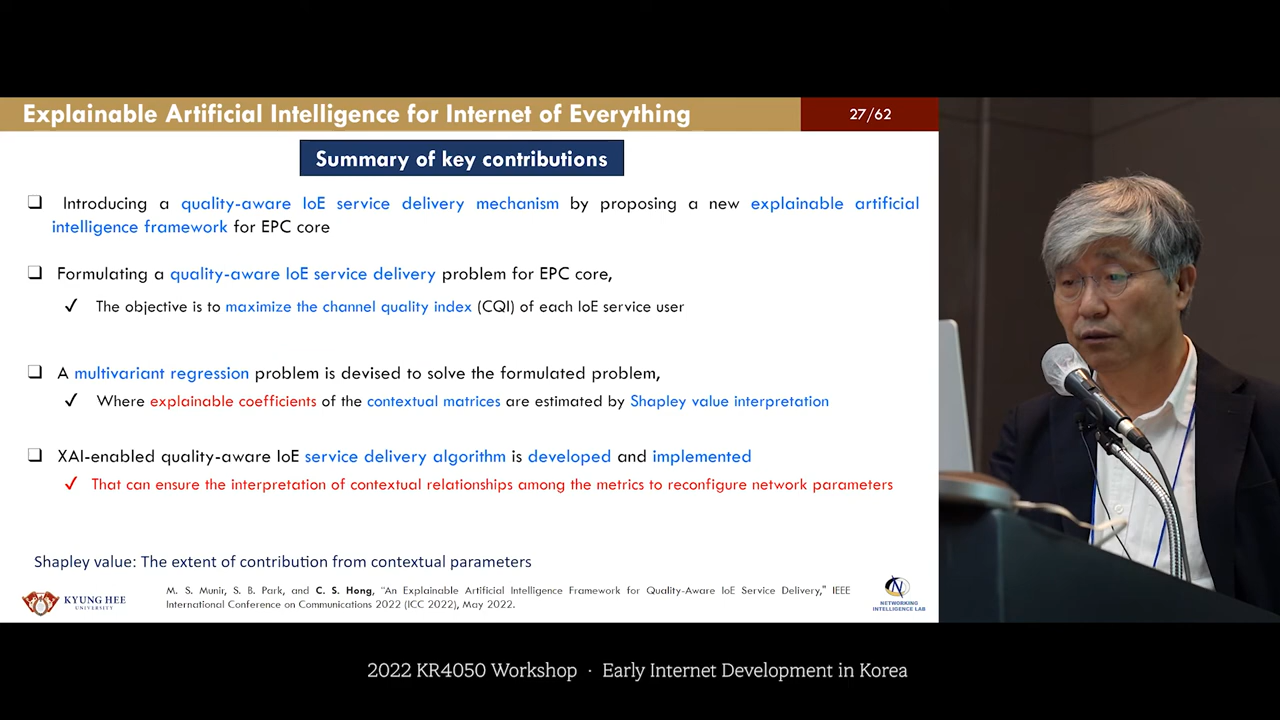 Explainable Artificial Intelligence for Internet of Everything
27/62
Summary of key contributions
❑ Introducing a quality-aware IoE service delivery mechanism by proposing a new explainable artificial
intelligence framework for EPC core
❑ Formulating a quality-aware IoE service delivery problem for EPC core,
✓ The objective is to maximize the channel quality index (CQI) of each IoE service user
❑ A multivariant regression problem is devised to solve the formulated problem,
✓ Where explainable coefficients of the contextual matrices are estimated by Shapley value interpretation
❑ XAI-enabled quality-aware IoE service delivery algorithm is developed and implemented
✓ That can ensure the interpretation of contextual relationships among the metrics to reconfigure network parameters
Shapley value: The extent of contribution from contextual parameters
KYUNG HEE
UNIVERSITY
M. S. Munir, S. B. Park, and C. S. Hong, "An Explainable Artificial Intelligence Framework for Quality-Aware IoE Service Delivery," IEEE
International Conference on Communications 2022 (ICC 2022), May 2022.
N
NETWORKING
INTELLIGENCE LAB
2022 KR4050 Workshop · Early Internet Development in Korea